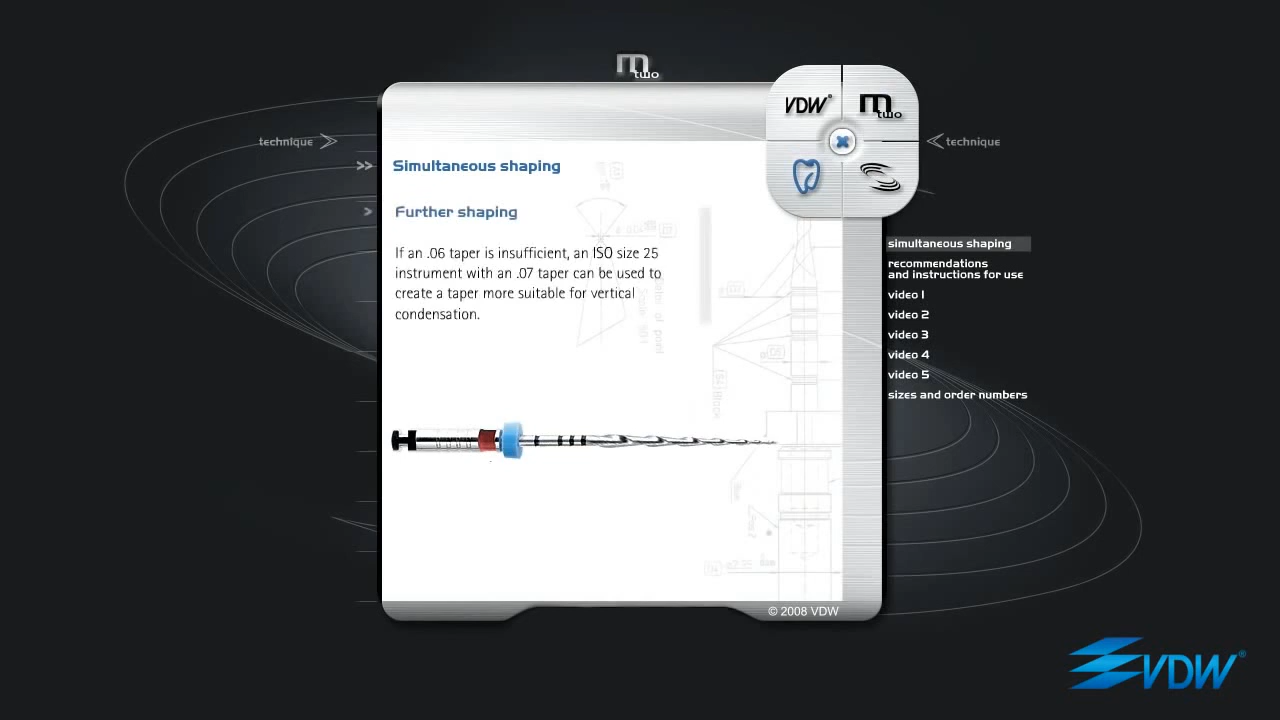 m
two
VDW®
m
two
technique
technique
Simultaneous shaping
Further shaping
If an .06 taper is insufficient, an ISO size 25
instrument with an .07 taper can be used to
create a taper more suitable for vertical
condensation.
simultaneous shaping
recommendations
and instructions for use
video 1
video 2
video 3
video 4
video 5
sizes and order numbers
© 2008 VDW
VDW®